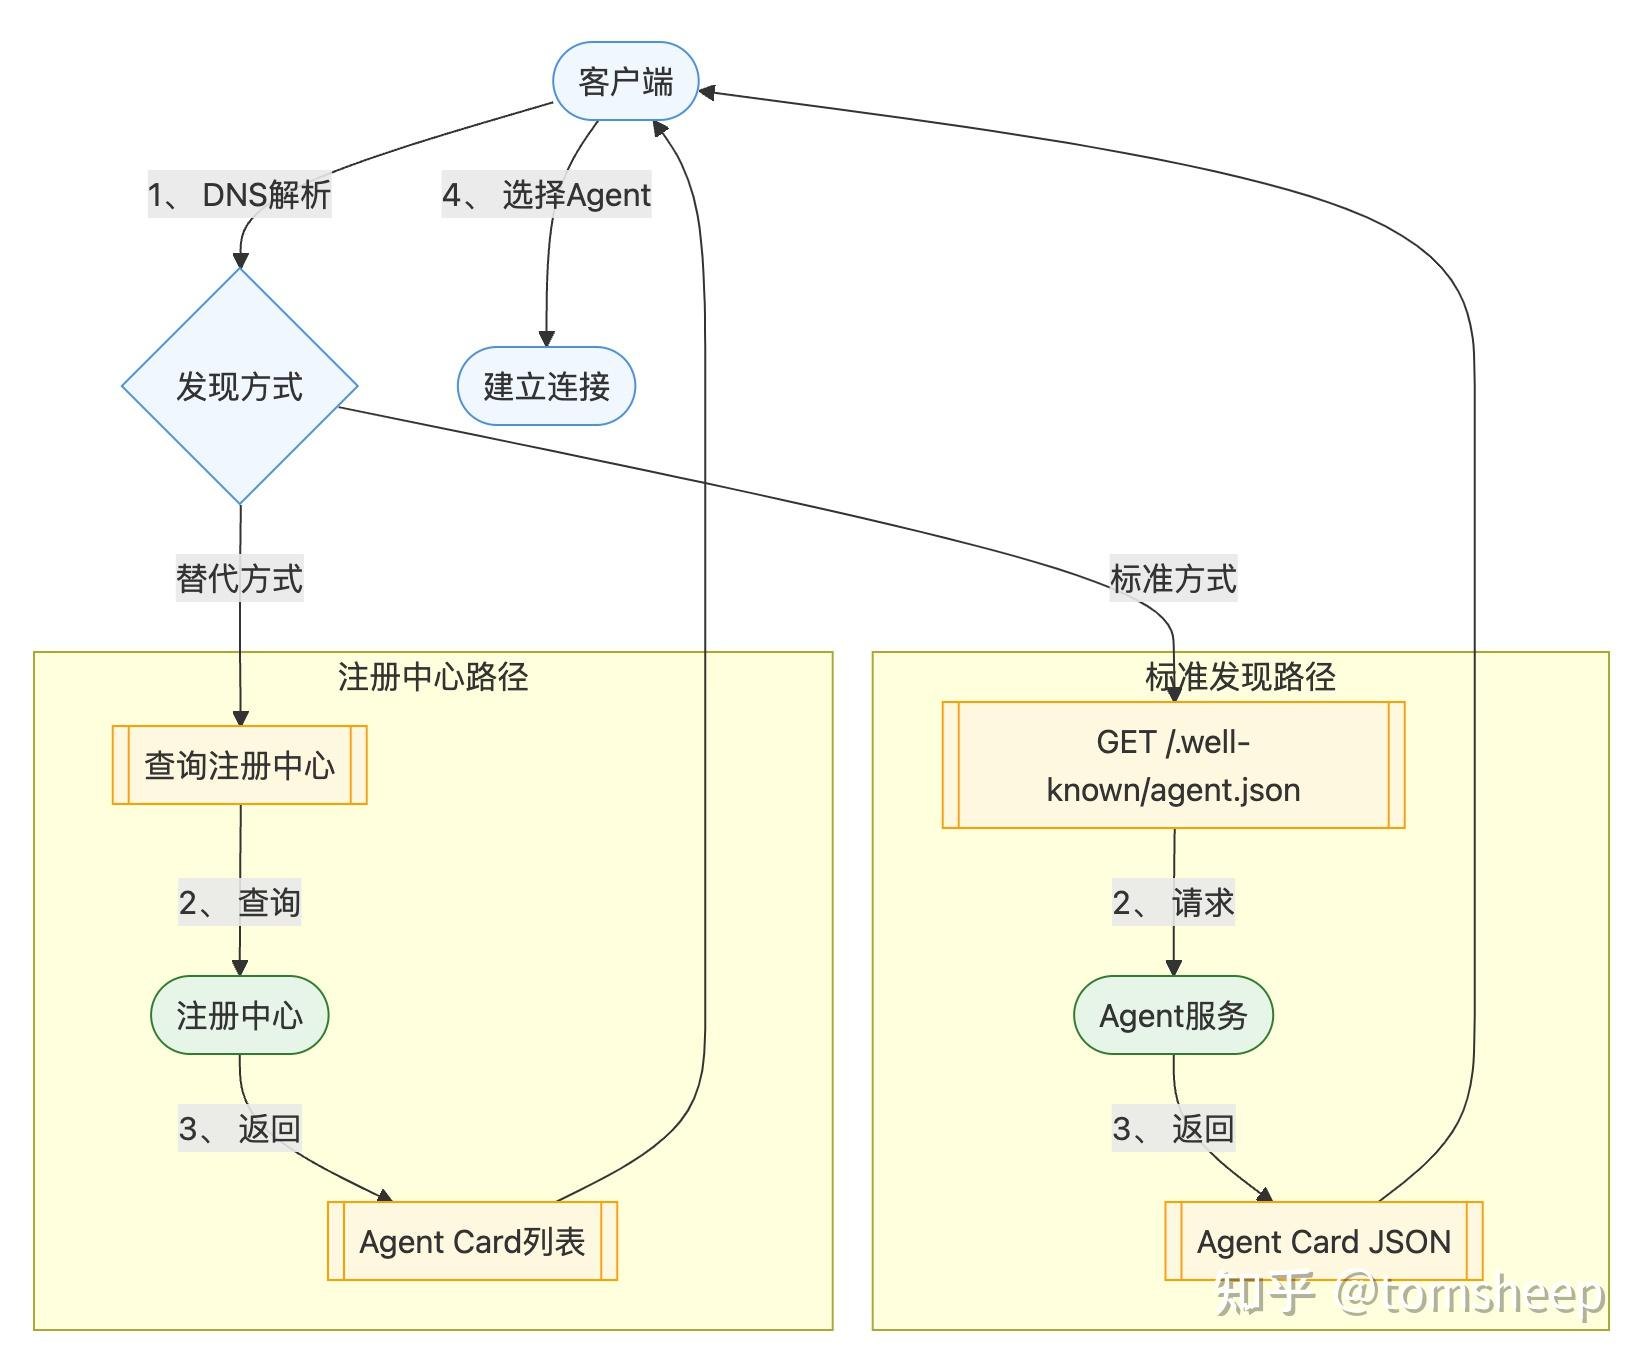 客户端
1、 DNS解析
4、 选择Agent
发现方式
建立连接
替代方式
标准方式
注册中心路径
标准发现路径
查询注册中心
GET /.well-
known/agent.json
2、 查询
2、 请求
注册中心
Agent服务
3、 返回
3、 返回
Agent Card列表
Agent Card JSON
知乎 @tomsheep